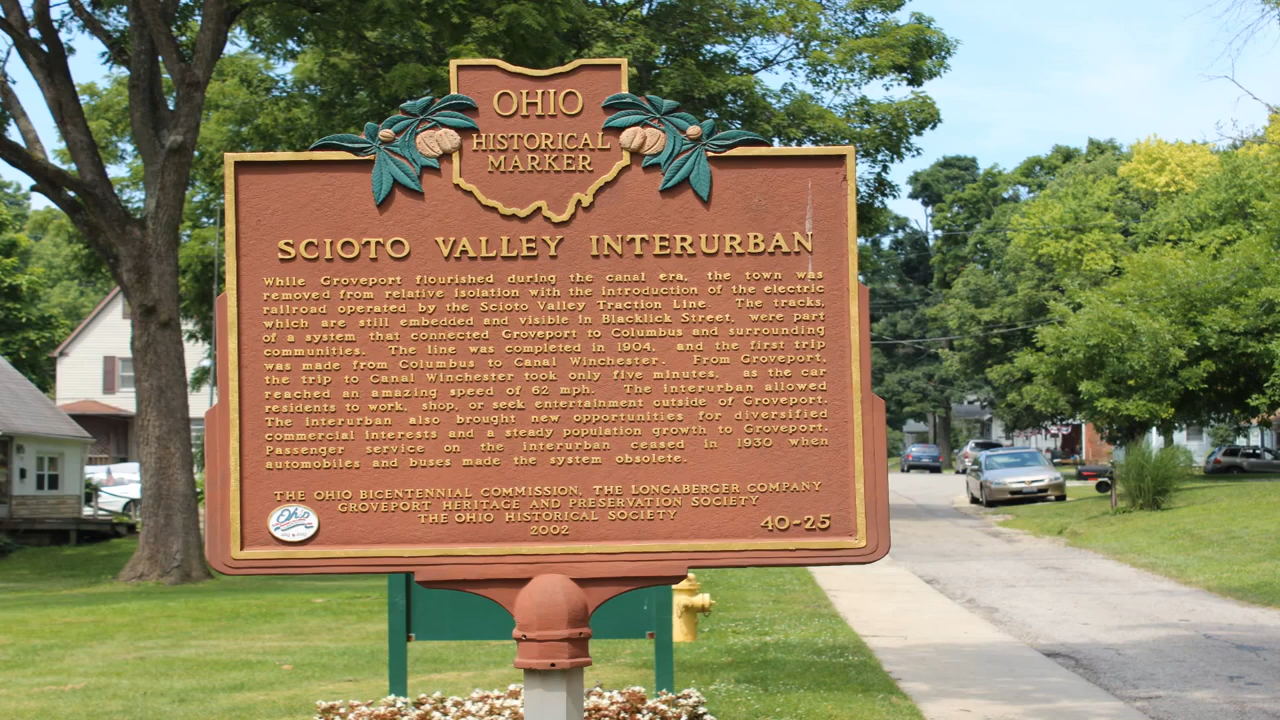 OHIO
HISTORICAL
MARKER
SCIOTO VALLEY INTERURBAN
While Groveport flourished during the canal era, the town was
removed from relative isolation with the introduction of the electric
railroad operated by the Scioto Valley Traction Line. The tracks,
which are still embedded and visible in Blacklick Street, were part
of a system that connected Groveport to Columbus and surrounding
communities. The line was completed in 1904, and the first trip
was made from Columbus to Canal Winchester. From Groveport,
the trip to Canal Winchester took only five minutes, as the car
reached an amazing speed of 62 mph. The interurban allowed
residents to work, shop, or seek entertainment outside of Groveport.
The interurban also brought new opportunities for diversified
commercial interests and a steady population growth to Groveport.
Passenger service on the interurban ceased in 1930 when
automobiles and buses made the system obsolete.
THE OHIO BICENTENNIAL COMMISSION, THE LONGABERGER COMPANY
GROVEPORT HERITAGE AND PRESERVATION SOCIETY
THE OHIO HISTORICAL SOCIETY
2002
40-25
Ohio